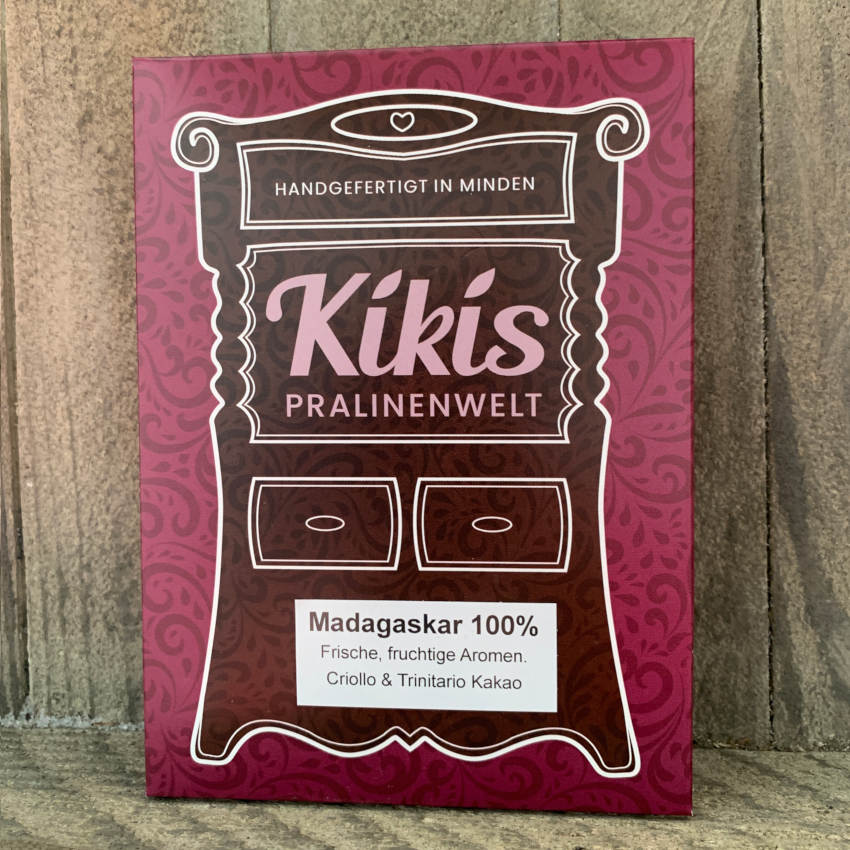 HANDGEFERTIGT IN MINDEN
Kikis
PRALINENWELT
Madagaskar 100%
Frische, fruchtige Aromen.
Criollo & Trinitario Kakao